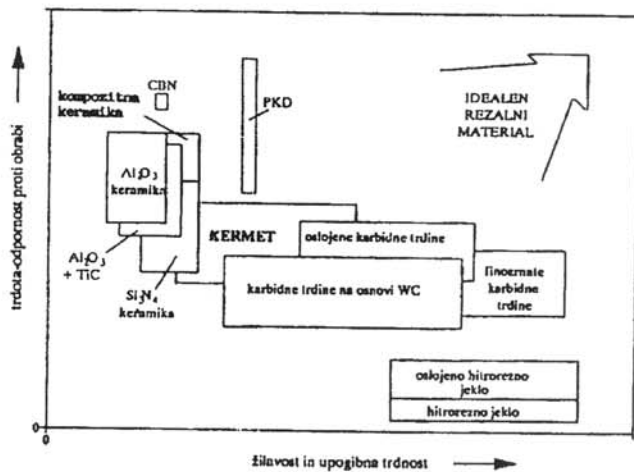 trdota-odpornost proti obrabi
CBN
kompozitna
keramika
PKD
IDEALEN
REZALNI
MATERIAL
Al₂O₃
keramika
KERMET
oslojene karbidne trdine
Al₂O₃
+ TiC
Si₃N₄
keramika
karbidne trdine na osnovi WC
finozrnate
karbidne
trdine
oslojeno hitrorezno
jeklo
hitrorezno jeklo
0
0
žilavost in upogibna trdnost